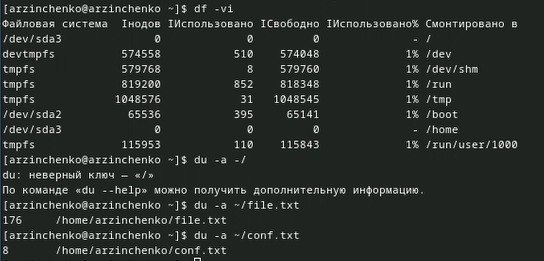 [arzinchenko@arzinchenko ~]$ df -vi
Файловая система Iнодов IИспользовано IСвободно IИспользовано% Смонтировано в
/dev/sda3 0 0 0 - /
devtmpfs 574558 510 574048 1% /dev
tmpfs 579768 8 579760 1% /dev/shm
tmpfs 819200 852 818348 1% /run
tmpfs 1048576 31 1048545 1% /tmp
/dev/sda2 65536 395 65141 1% /boot
/dev/sda3 0 0 0 - /home
tmpfs 115953 110 115843 1% /run/user/1000
[arzinchenko@arzinchenko ~]$ du -a -/
du: неверный ключ — «/»
По команде «du --help» можно получить дополнительную информацию.
[arzinchenko@arzinchenko ~]$ du -a ~/file.txt
176 /home/arzinchenko/file.txt
[arzinchenko@arzinchenko ~]$ du -a ~/conf.txt
8 /home/arzinchenko/conf.txt